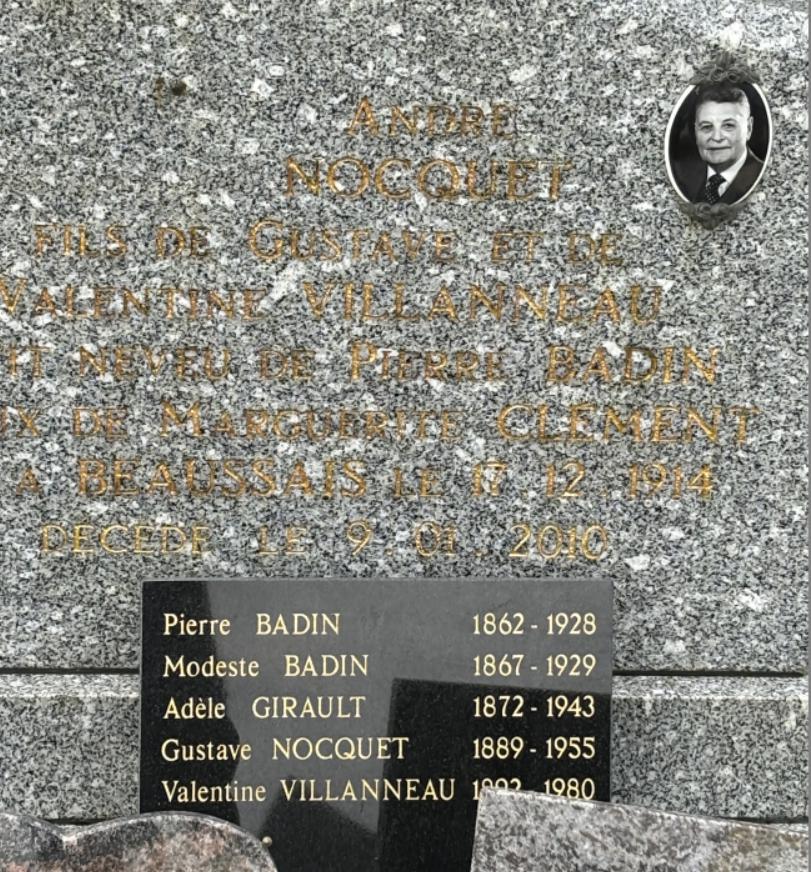 ANDRE
NOCQUET
FILS DE GUSTAVE ET DE
VALENTINE VILLANNEAU
NEVEU DE PIERRE BADIN
DE MARGUERITE CLEMENT
A BEAUSSAIS LE 17.12.1914
DECEDE LE 9.01.2010
Pierre BADIN 1862-1928
Modeste BADIN 1867-1929
Adèle GIRAULT 1872-1943
Gustave NOCQUET 1889-1955
Valentine VILLANNEAU 1980